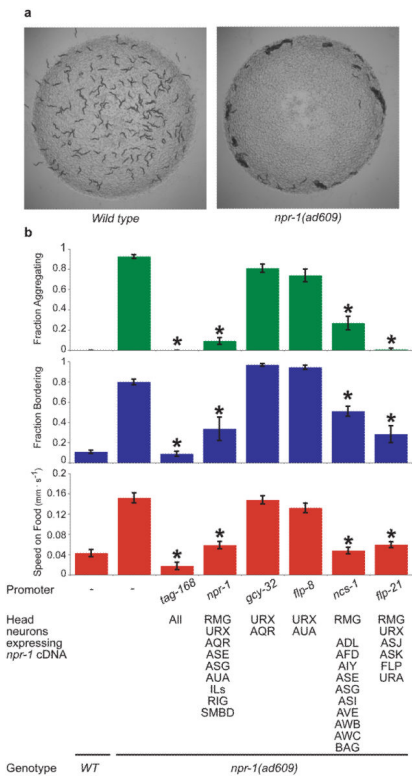 a
Wild type npr-1(ad609)
b
Fraction Aggregating
1
0.8
0.6
0.4
0.2
0
* * * *
Fraction Bordering
1
0.8
0.6
0.4
0.2
0
* * * *
Speed on Food (mm · s⁻¹)
0.2
0.16
0.12
0.08
0.04
0
* * * *
Promoter - - tag-168 npr-1 gcy-32 flp-8 ncs-1 flp-21
Head All RMG URX URX RMG RMG
neurons URX AQR AUA URX
expressing AQR ADL ASJ
npr-1 cDNA ASE AFD ASK
ASG AIY FLP
AUA ASE URA
ILs ASG
RIG ASI
SMBD AVE
AWB
AWC
BAG
Genotype WT npr-1(ad609)